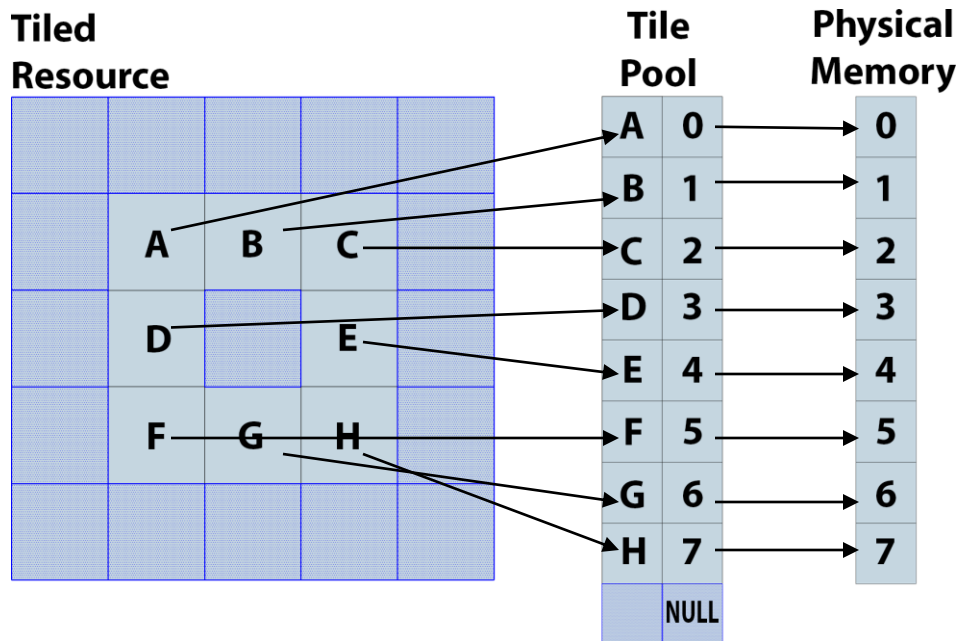 Tiled
Resource
Tile
Pool
Physical
Memory
A B C
D E
F G H
A 0 0
B 1 1
C 2 2
D 3 3
E 4 4
F 5 5
G 6 6
H 7 7
NULL